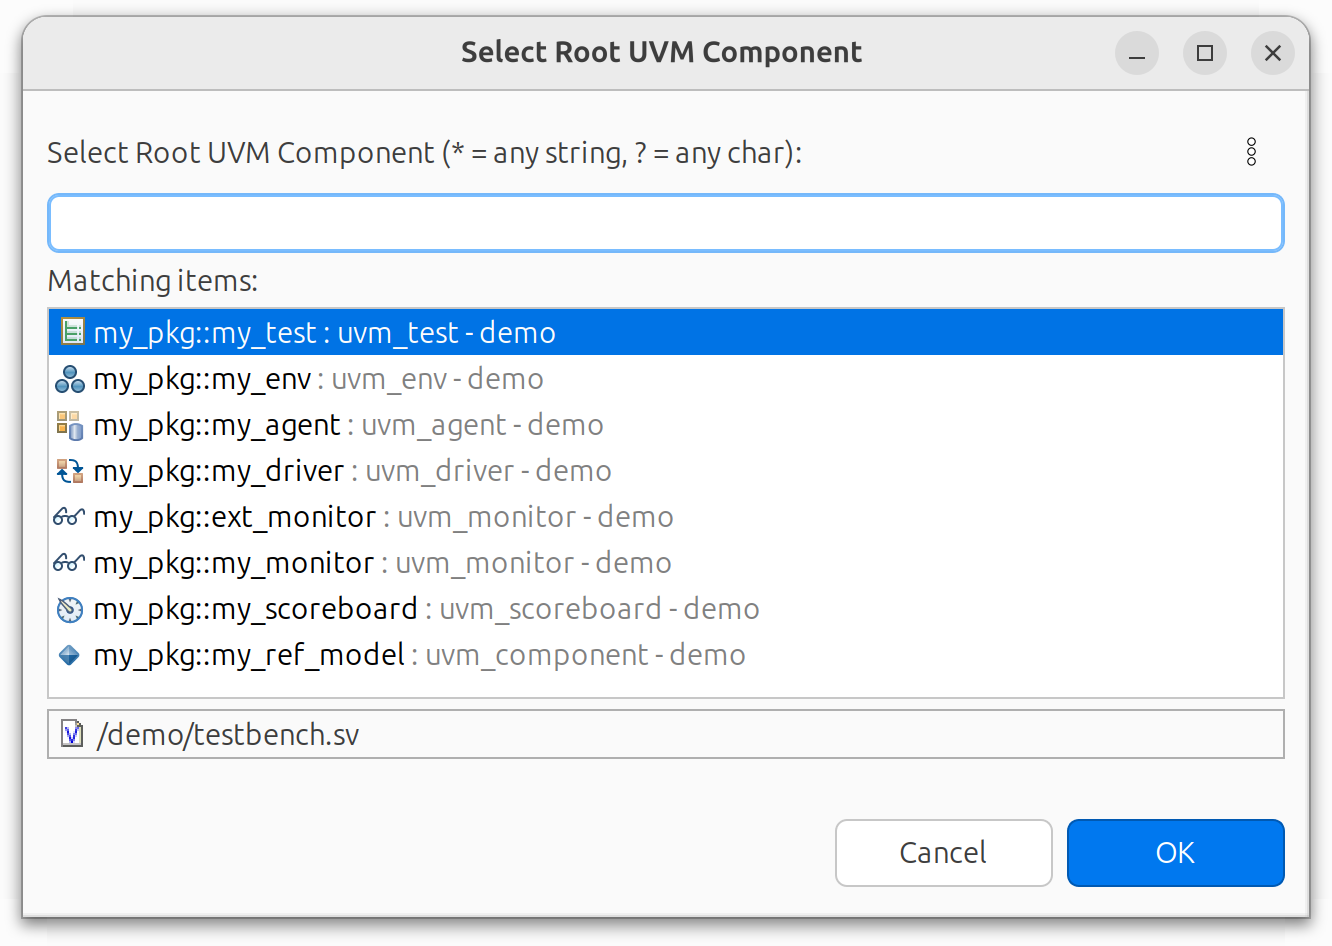 Select Root UVM Component
Select Root UVM Component (* = any string, ? = any char):
Matching items:
my_pkg::my_test : uvm_test - demo
my_pkg::my_env : uvm_env - demo
my_pkg::my_agent : uvm_agent - demo
my_pkg::my_driver : uvm_driver - demo
my_pkg::ext_monitor : uvm_monitor - demo
my_pkg::my_monitor : uvm_monitor - demo
my_pkg::my_scoreboard : uvm_scoreboard - demo
my_pkg::my_ref_model : uvm_component - demo
/demo/testbench.sv
Cancel
OK